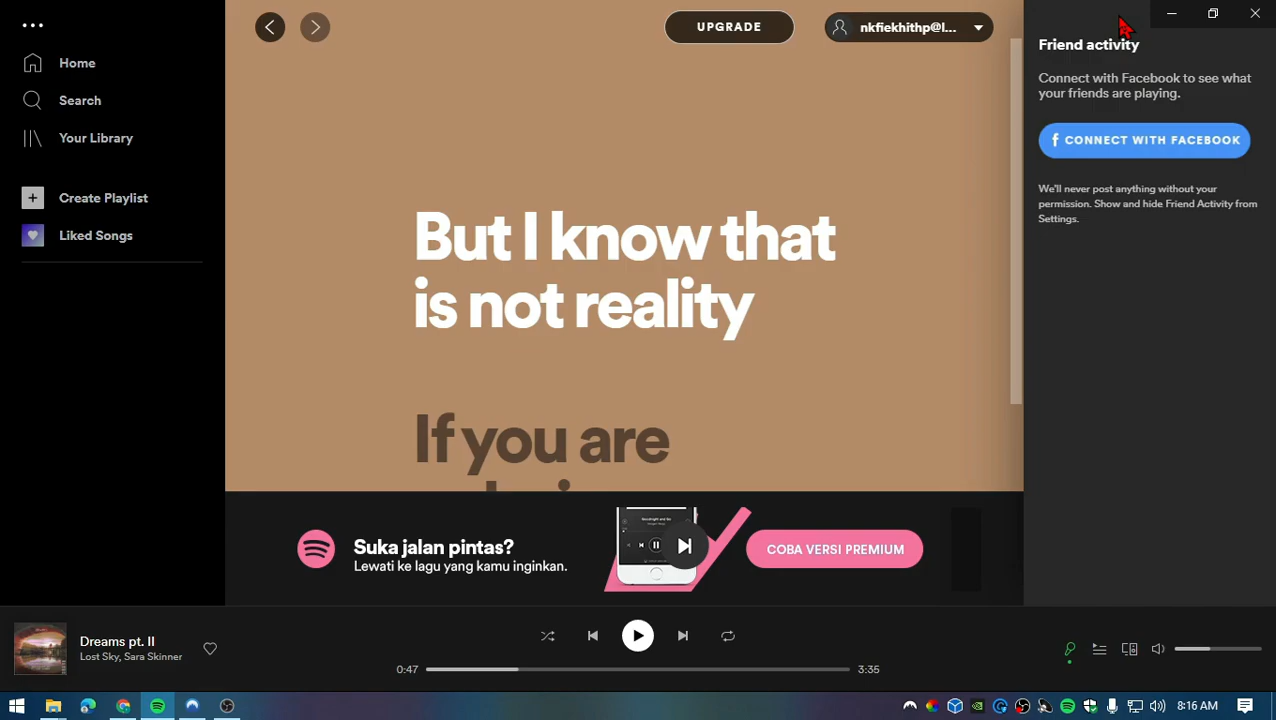 Home
Search
Your Library
Create Playlist
Liked Songs
UPGRADE
nkfiekhithp@l...
But I know that
is not reality
If you are
Suka jalan pintas?
Lewati ke lagu yang kamu inginkan.
COBA VERSI PREMIUM
Friend activity
Connect with Facebook to see what
your friends are playing.
f CONNECT WITH FACEBOOK
We'll never post anything without your
permission. Show and hide Friend Activity from
Settings.
Dreams pt. II
Lost Sky, Sara Skinner
0:47
3:35
8:16 AM